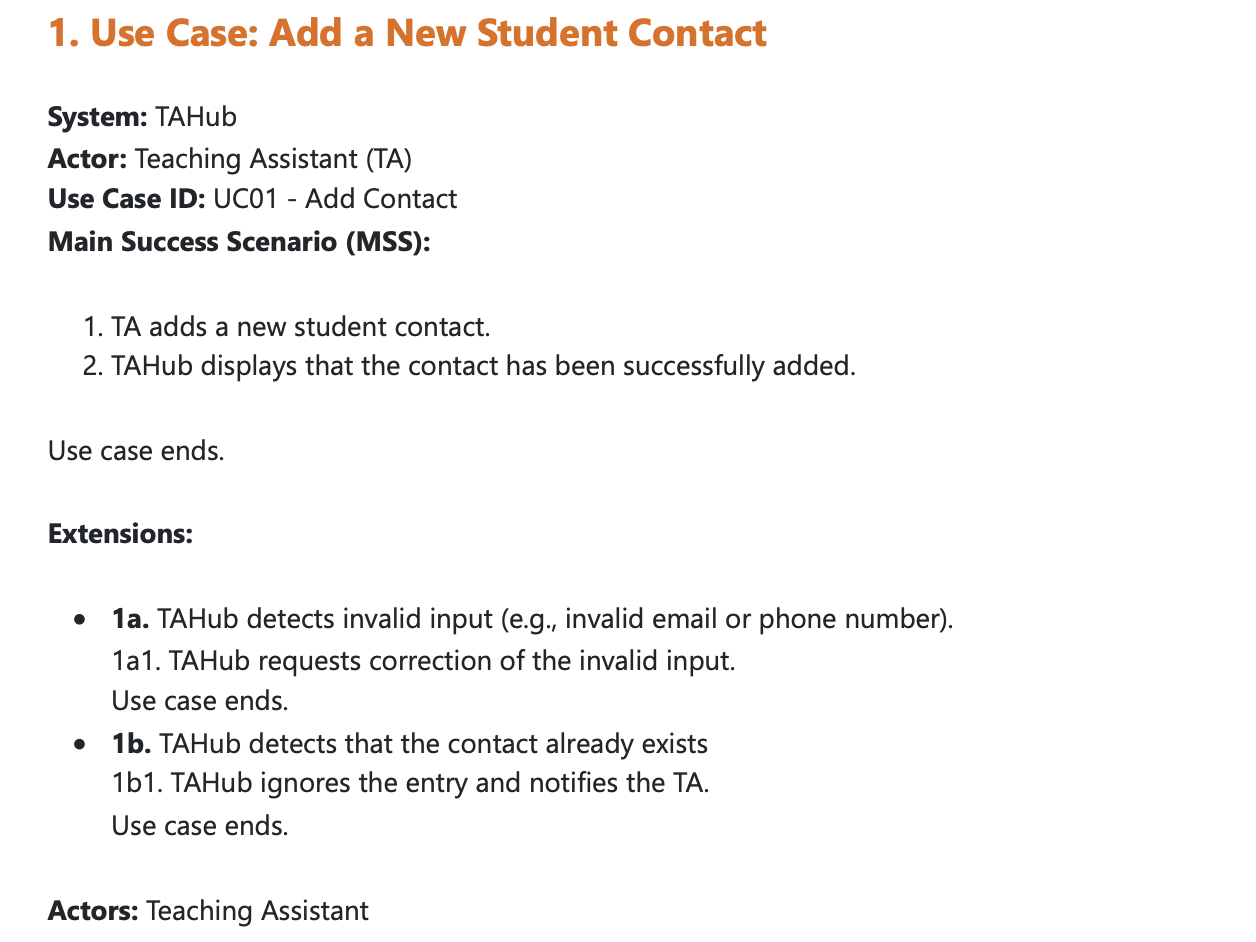 1. Use Case: Add a New Student Contact
System: TAHub
Actor: Teaching Assistant (TA)
Use Case ID: UC01 - Add Contact
Main Success Scenario (MSS):
1. TA adds a new student contact.
2. TAHub displays that the contact has been successfully added.
Use case ends.
Extensions:
• 1a. TAHub detects invalid input (e.g., invalid email or phone number).
1a1. TAHub requests correction of the invalid input.
Use case ends.
• 1b. TAHub detects that the contact already exists
1b1. TAHub ignores the entry and notifies the TA.
Use case ends.
Actors: Teaching Assistant